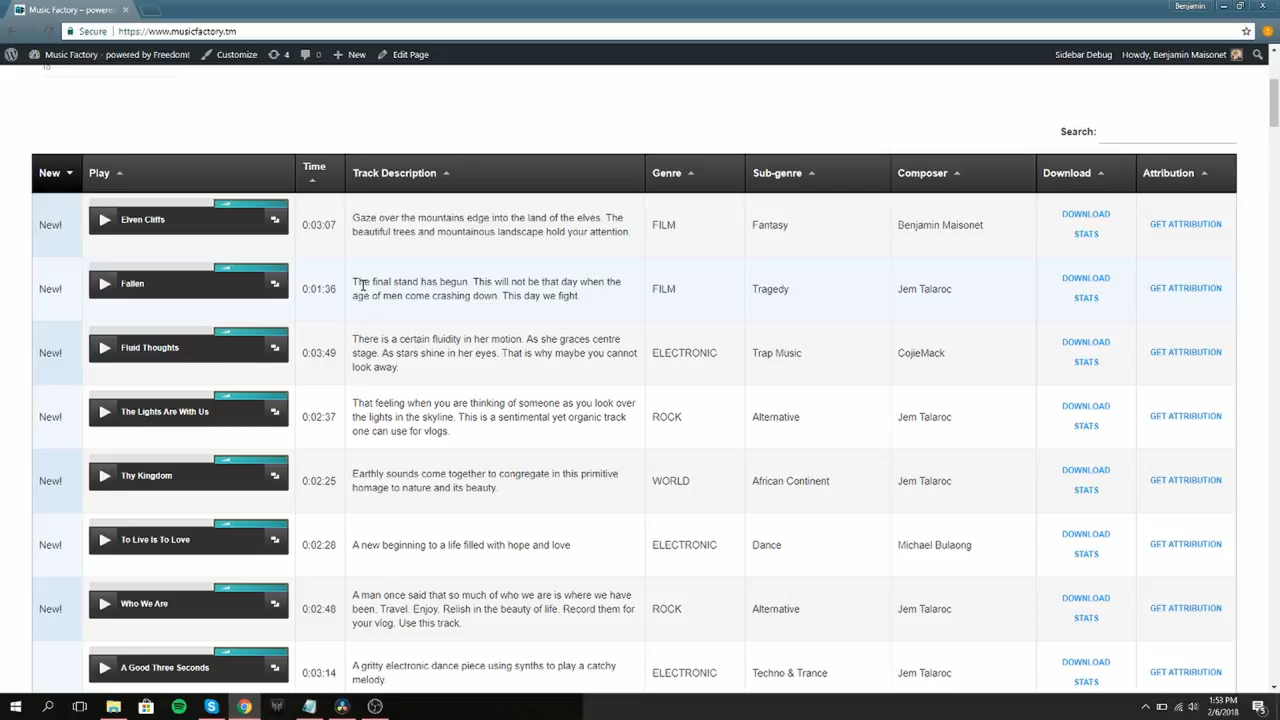 Music Factory – powere
Benjamin
Secure
https://www.musicfactory.tm
Music Factory - powered by Freedom!
Customize
4
0
New
Edit Page
Sidebar Debug
Howdy, Benjamin Maisonet
Search:
New
Play
Time
Track Description
Genre
Sub-genre
Composer
Download
Attribution
New!
Elven Cliffs
0:03:07
Gaze over the mountains edge into the land of the elves. The
beautiful trees and mountainous landscape hold your attention.
FILM
Fantasy
Benjamin Maisonet
DOWNLOAD
STATS
GET ATTRIBUTION
New!
Fallen
0:01:36
The final stand has begun. This will not be that day when the
age of men come crashing down. This day we fight.
FILM
Tragedy
Jem Talaroc
DOWNLOAD
STATS
GET ATTRIBUTION
New!
Fluid Thoughts
0:03:49
There is a certain fluidity in her motion. As she graces centre
stage. As stars shine in her eyes. That is why maybe you cannot
look away.
ELECTRONIC
Trap Music
CojieMack
DOWNLOAD
STATS
GET ATTRIBUTION
New!
The Lights Are With Us
0:02:37
That feeling when you are thinking of someone as you look over
the lights in the skyline. This is a sentimental yet organic track
one can use for vlogs.
ROCK
Alternative
Jem Talaroc
DOWNLOAD
STATS
GET ATTRIBUTION
New!
Thy Kingdom
0:02:25
Earthly sounds come together to congregate in this primitive
homage to nature and its beauty.
WORLD
African Continent
Jem Talaroc
DOWNLOAD
STATS
GET ATTRIBUTION
New!
To Live Is To Love
0:02:28
A new beginning to a life filled with hope and love
ELECTRONIC
Dance
Michael Bulaong
DOWNLOAD
STATS
GET ATTRIBUTION
New!
Who We Are
0:02:48
A man once said that so much of who we are is where we have
been. Travel. Enjoy. Relish in the beauty of life. Record them for
your vlog. Use this track.
ROCK
Alternative
Jem Talaroc
DOWNLOAD
STATS
GET ATTRIBUTION
A Good Three Seconds
0:03:14
A gritty electronic dance piece using synths to play a catchy
melody.
ELECTRONIC
Techno & Trance
Jem Talaroc
DOWNLOAD
STATS
GET ATTRIBUTION
1:53 PM
2/6/2018